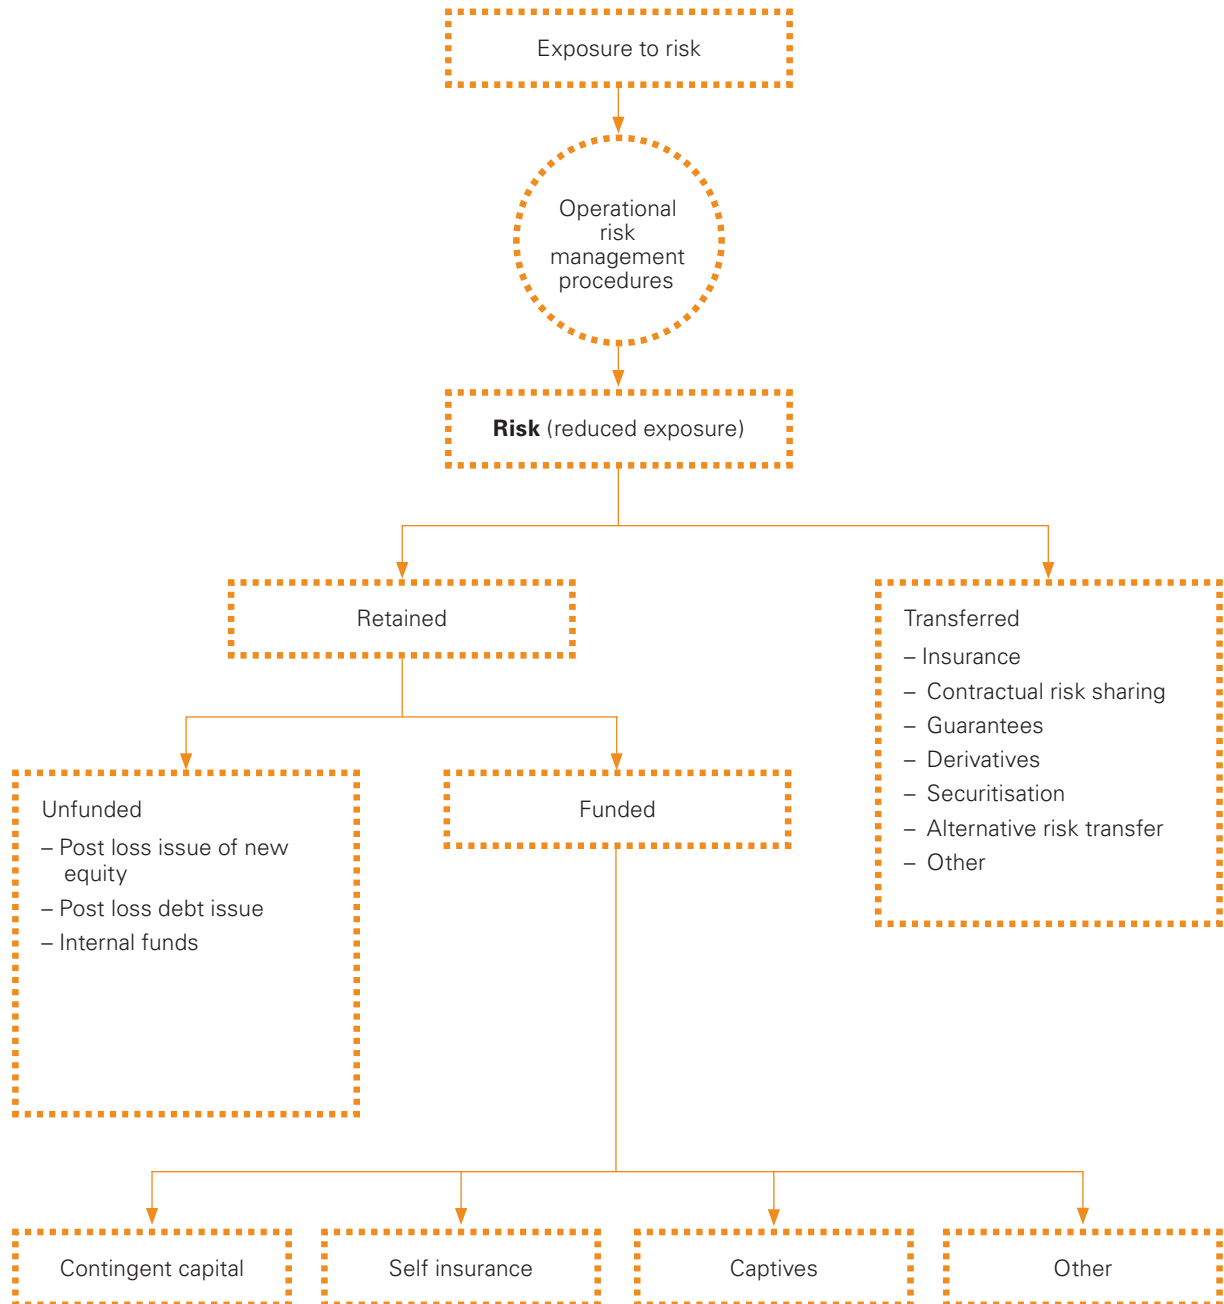 Exposure to risk
Operational
risk
management
procedures
Risk (reduced exposure)
Retained
Transferred
– Insurance
– Contractual risk sharing
– Guarantees
– Derivatives
– Securitisation
– Alternative risk transfer
– Other
Unfunded
– Post loss issue of new
equity
– Post loss debt issue
– Internal funds
Funded
Contingent capital
Self insurance
Captives
Other